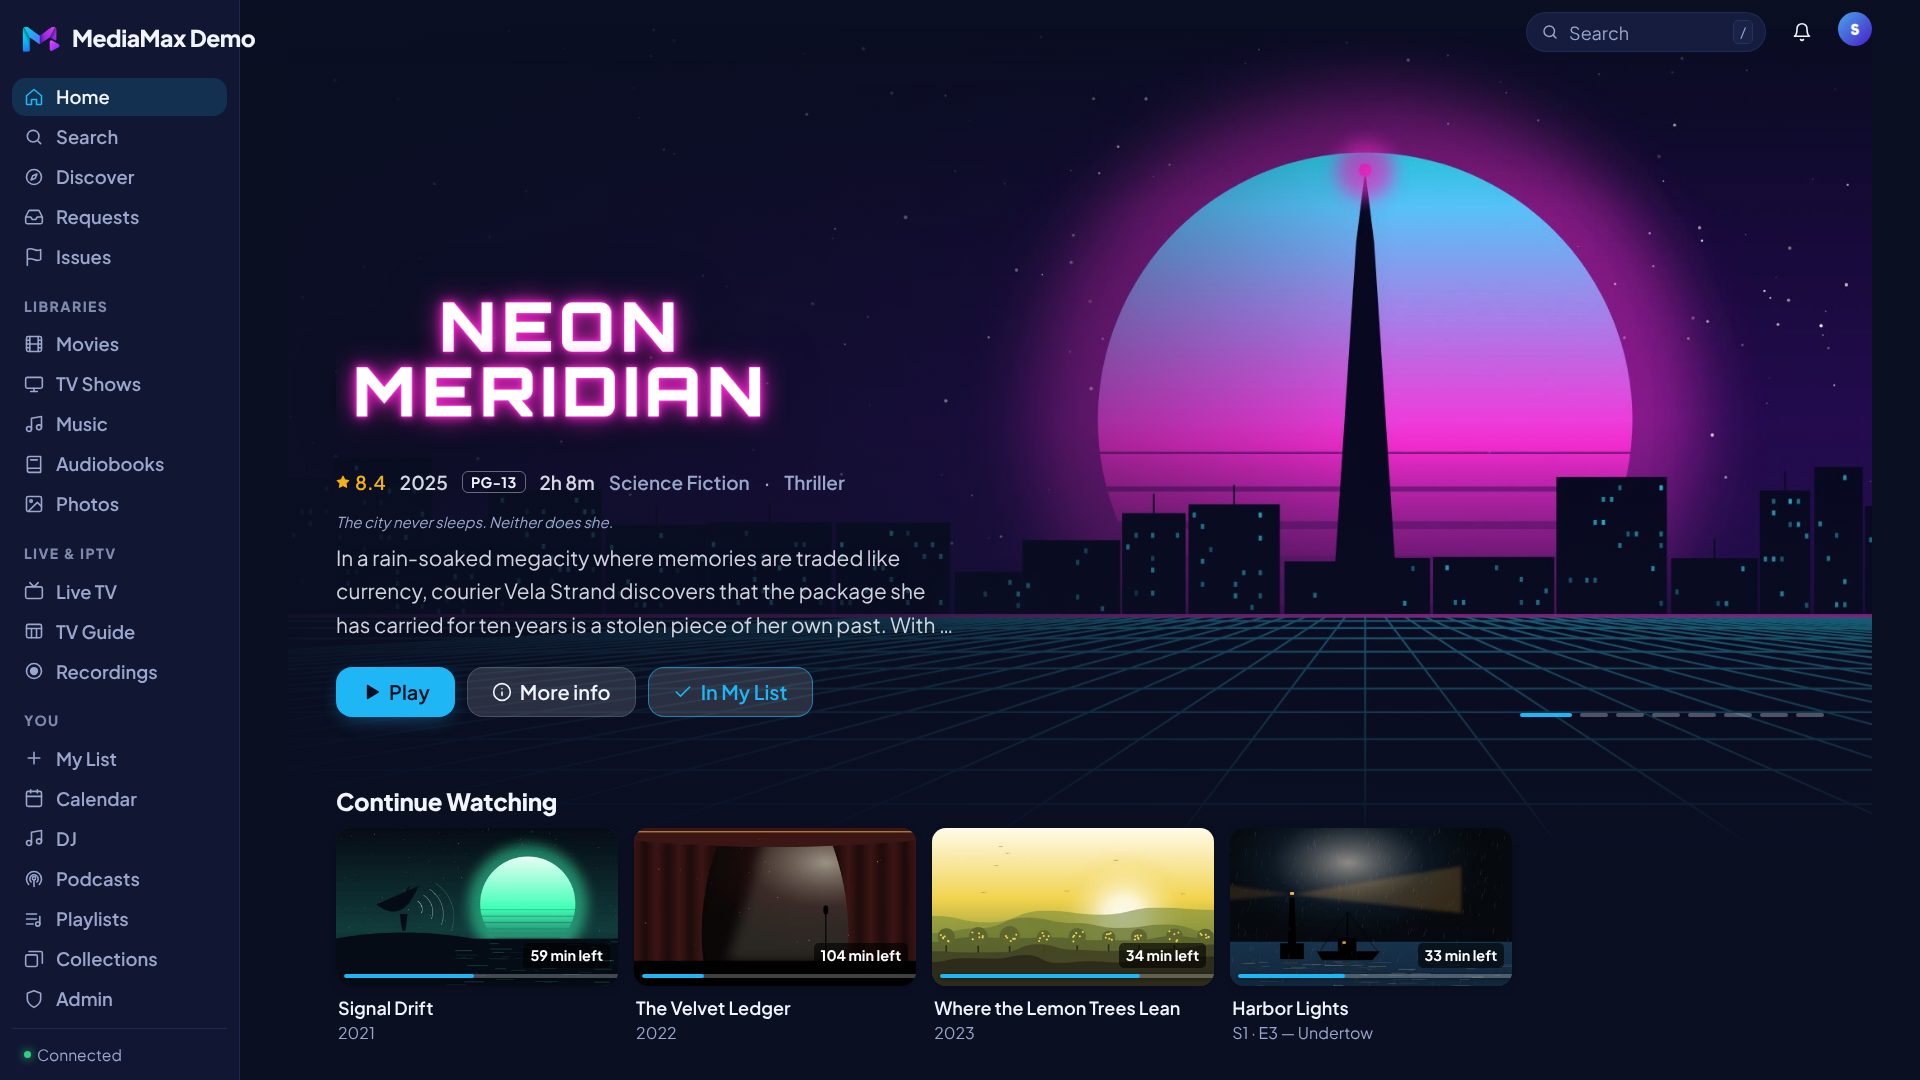 MediaMax Demo
Home
Search
Discover
Requests
Issues
LIBRARIES
Movies
TV Shows
Music
Audiobooks
Photos
LIVE & IPTV
Live TV
TV Guide
Recordings
YOU
My List
Calendar
DJ
Podcasts
Playlists
Collections
Admin
Connected
Search /
S
NEON
MERIDIAN
8.4 2025 PG-13 2h 8m Science Fiction · Thriller
The city never sleeps. Neither does she.
In a rain-soaked megacity where memories are traded like
currency, courier Vela Strand discovers that the package she
has carried for ten years is a stolen piece of her own past. With ...
Play More info In My List
Continue Watching
59 min left
Signal Drift
2021
104 min left
The Velvet Ledger
2022
34 min left
Where the Lemon Trees Lean
2023
33 min left
Harbor Lights
S1 · E3 — Undertow